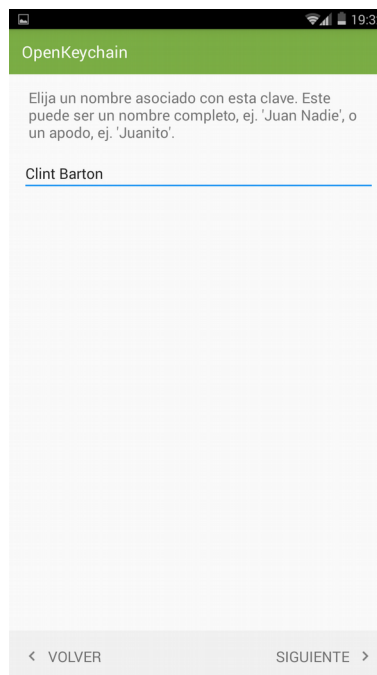 19:3
OpenKeychain
Elija un nombre asociado con esta clave. Este
puede ser un nombre completo, ej. 'Juan Nadie', o
un apodo, ej. 'Juanito'.
Clint Barton
VOLVER SIGUIENTE